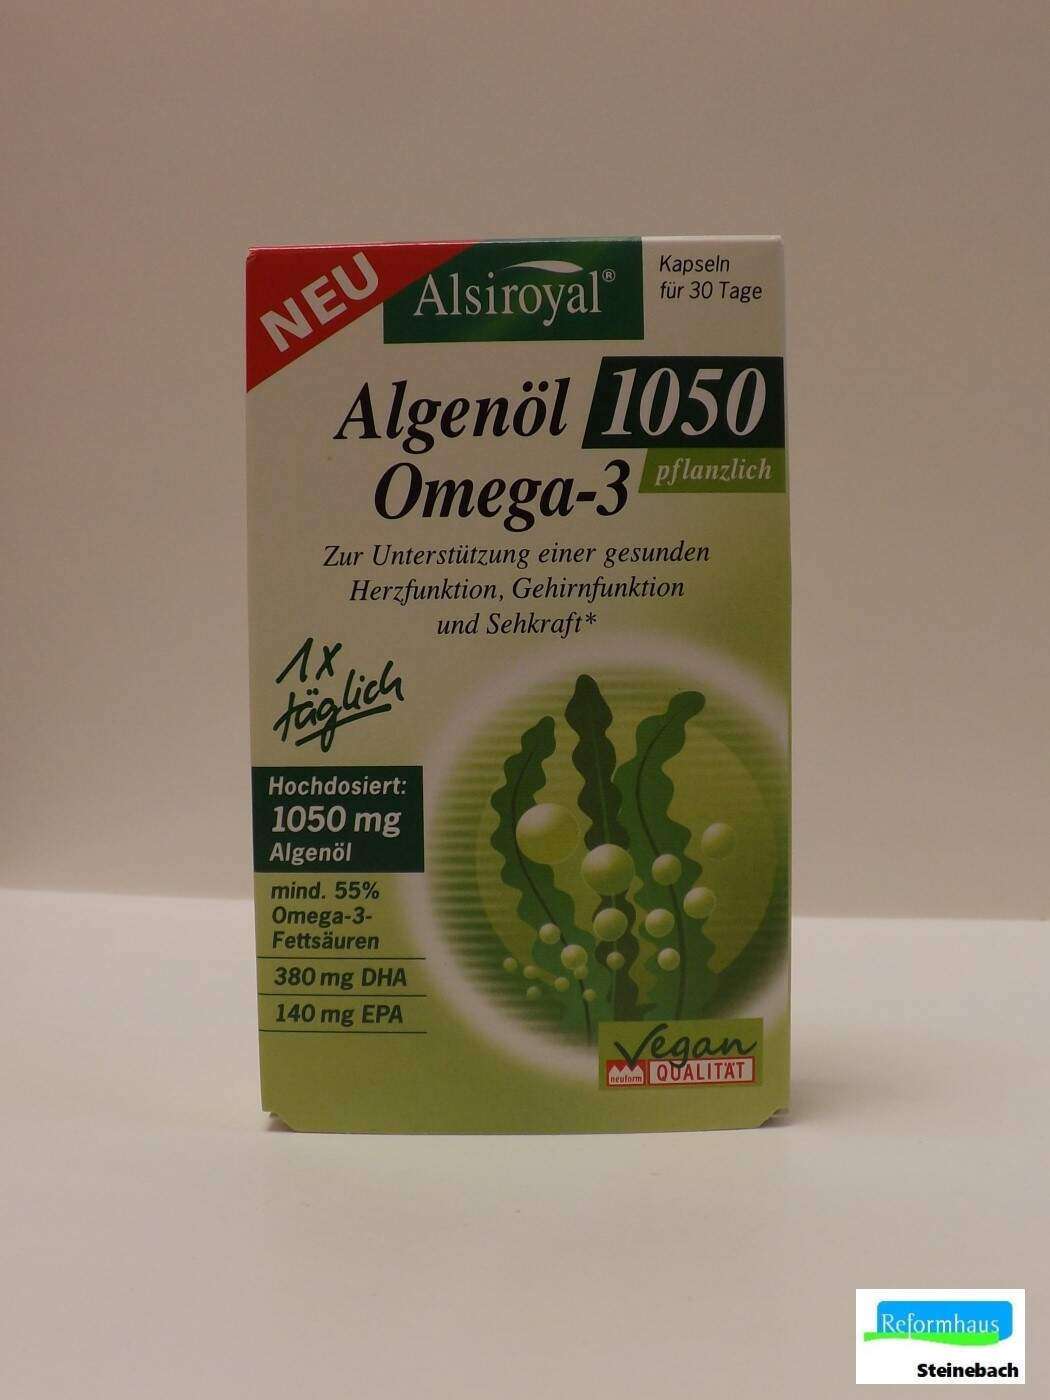 NEU
Alsiroyal®
Kapseln
für 30 Tage
Algenöl 1050
Omega-3 pflanzlich
Zur Unterstützung einer gesunden
Herzfunktion, Gehirnfunktion
und Sehkraft*
1x
täglich
Hochdosiert:
1050 mg
Algenöl
mind. 55%
Omega-3-
Fettsäuren
380 mg DHA
140 mg EPA
Vegan
neuform QUALITÄT
Reformhaus
Steinebach